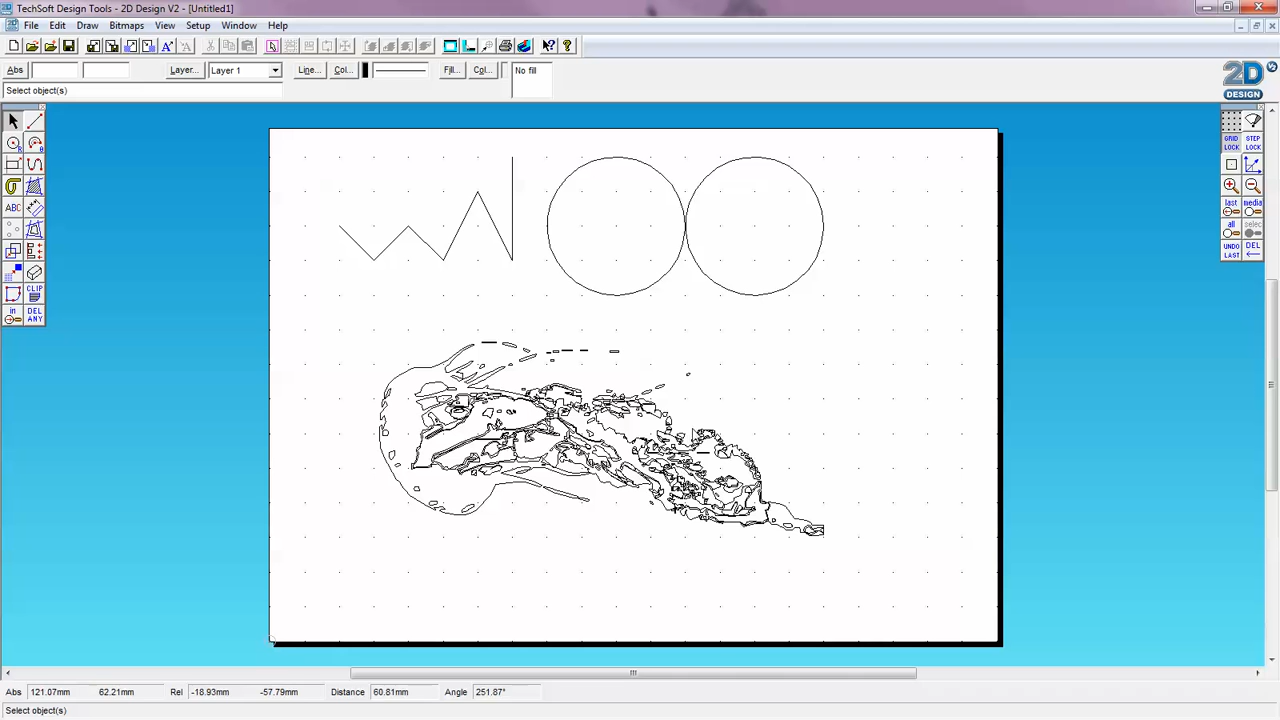 TechSoft Design Tools - 2D Design V2 - [Untitled1]
File Edit Draw Bitmaps View Setup Window Help
Abs Layer... Layer 1 Line... Col... Fill... Col... No fill
2D
DESIGN
Select object(s)
GRID LOCK STEP LOCK
ABC
last media
all selec
UNDO LAST DEL
CLIP
in DEL ANY
Abs 121.07mm 62.21mm Rel -18.93mm -57.79mm Distance 60.81mm Angle 251.87°
Select object(s)